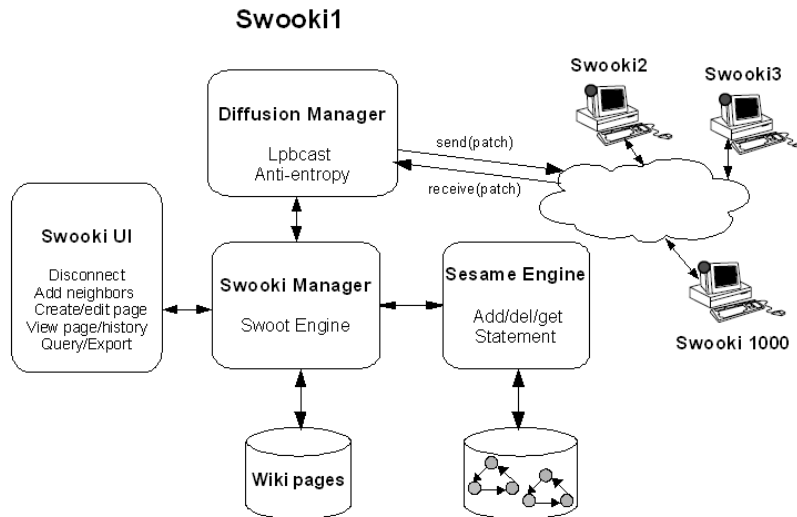 Swooki1
Swooki2
Swooki3
Diffusion Manager
Lpbcast
Anti-entropy
send(patch)
receive(patch)
Swooki UI
Disconnect
Add neighbors
Create/edit page
View page/history
Query/Export
Swooki Manager
Swoot Engine
Sesame Engine
Add/del/get
Statement
Swooki 1000
Wiki pages